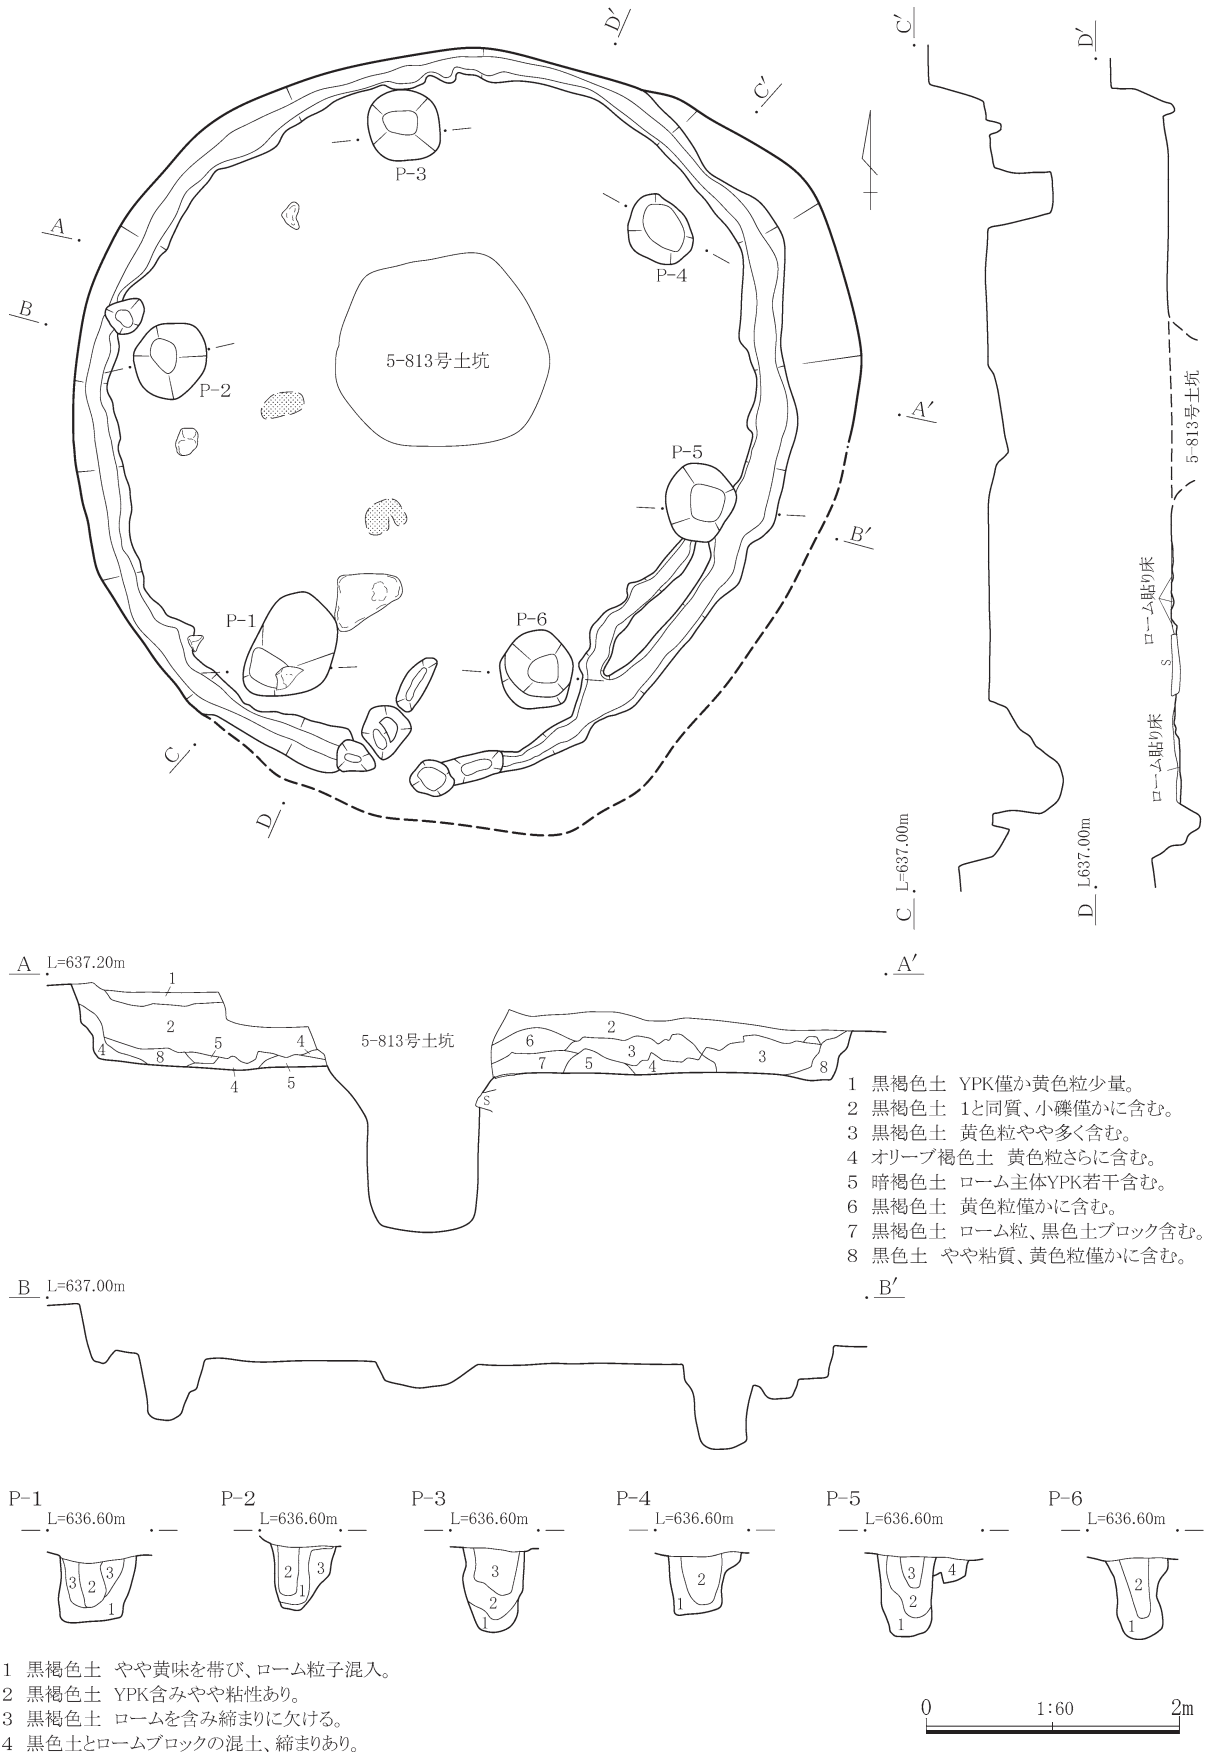 D′
C′
C′
D′
P-3
A
P-4
B
5-813号土坑
P-2
A′
5-813号土坑
P-5
B′
ローム貼り床
P-1
P-6
S
ローム貼り床
C
D
C L=637.00m
D L637.00m
A L=637.20m
A′
1
2
4
8
5
4
4
5
5-813号土坑
S
2
6
3
7
5
4
3
8
1 黒褐色土 YPK僅か黄色粒少量。
2 黒褐色土 1と同質、小礫僅かに含む。
3 黒褐色土 黄色粒やや多く含む。
4 オリーブ褐色土 黄色粒さらに含む。
5 暗褐色土 ローム主体YPK若干含む。
6 黒褐色土 黄色粒僅かに含む。
7 黒褐色土 ローム粒、黒色土ブロック含む。
8 黒色土 やや粘質、黄色粒僅かに含む。
B L=637.00m
B′
P-1
L=636.60m
3
2
3
1
P-2
L=636.60m
2
3
1
P-3
L=636.60m
3
2
1
P-4
L=636.60m
2
1
P-5
L=636.60m
3
4
2
1
P-6
L=636.60m
2
1
1 黒褐色土 やや黄味を帯び、ローム粒子混入。
2 黒褐色土 YPK含みやや粘性あり。
3 黒褐色土 ロームを含み締まりに欠ける。
4 黒色土とロームブロックの混土、締まりあり。
0 1:60 2m